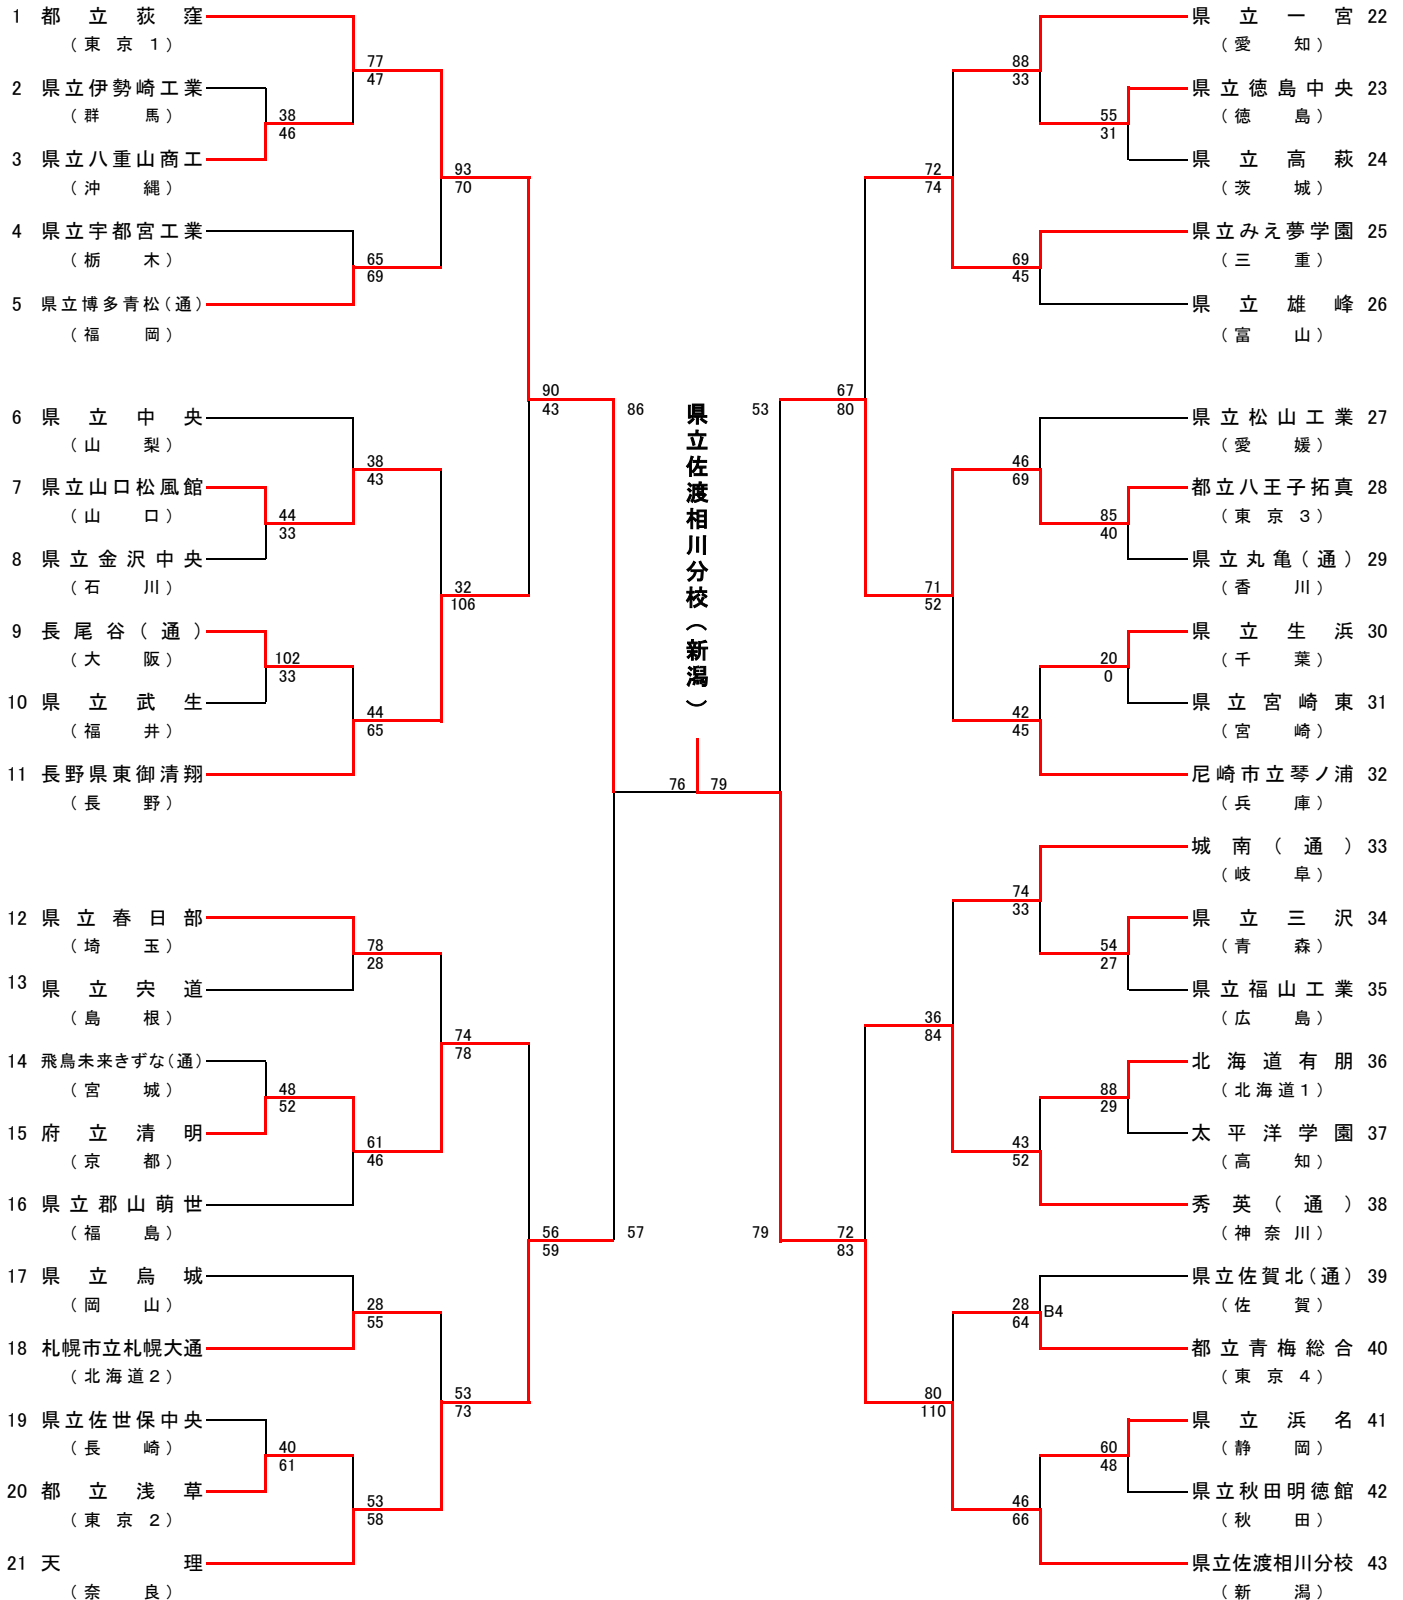 1 都立荻窪
（東京1）
77
47
2 県立伊勢崎工業
（群馬）
38
46
3 県立八重山商工
（沖縄）
93
70
4 県立宇都宮工業
（栃木）
65
69
5 県立博多青松（通）
（福岡）
90
43
86
6 県立中央
（山梨）
38
43
7 県立山口松風館
（山口）
44
33
8 県立金沢中央
（石川）
32
106
9 長尾谷（通）
（大阪）
102
33
10 県立武生
（福井）
44
65
11 長野県東御清翔
（長野）
12 県立春日部
（埼玉）
78
28
13 県立宍道
（島根）
74
78
14 飛鳥未来きずな（通）
（宮城）
48
52
15 府立清明
（京都）
61
46
16 県立郡山萌世
（福島）
56
59
57
17 県立烏城
（岡山）
28
55
18 札幌市立札幌大通
（北海道2）
53
73
19 県立佐世保中央
（長崎）
40
61
20 都立浅草
（東京2）
53
58
21 天理
（奈良）
県立佐渡相川分校（新潟）
76 79
県立一宮 22
（愛知）
88
33
県立徳島中央 23
（徳島）
55
31
県立高萩 24
（茨城）
72
74
県立みえ夢学園 25
（三重）
69
45
県立雄峰 26
（富山）
53
67
80
県立松山工業 27
（愛媛）
46
69
都立八王子拓真 28
（東京3）
85
40
県立丸亀（通） 29
（香川）
71
52
県立生浜 30
（千葉）
20
0
県立宮崎東 31
（宮崎）
42
45
尼崎市立琴ノ浦 32
（兵庫）
城南（通） 33
（岐阜）
74
33
県立三沢 34
（青森）
54
27
県立福山工業 35
（広島）
36
84
北海道有朋 36
（北海道1）
88
29
太平洋学園 37
（高知）
43
52
秀英（通） 38
（神奈川）
79
72
83
県立佐賀北（通） 39
（佐賀）
28
64
B4
都立青梅総合 40
（東京4）
80
110
県立浜名 41
（静岡）
60
48
県立秋田明徳館 42
（秋田）
46
66
県立佐渡相川分校 43
（新潟）